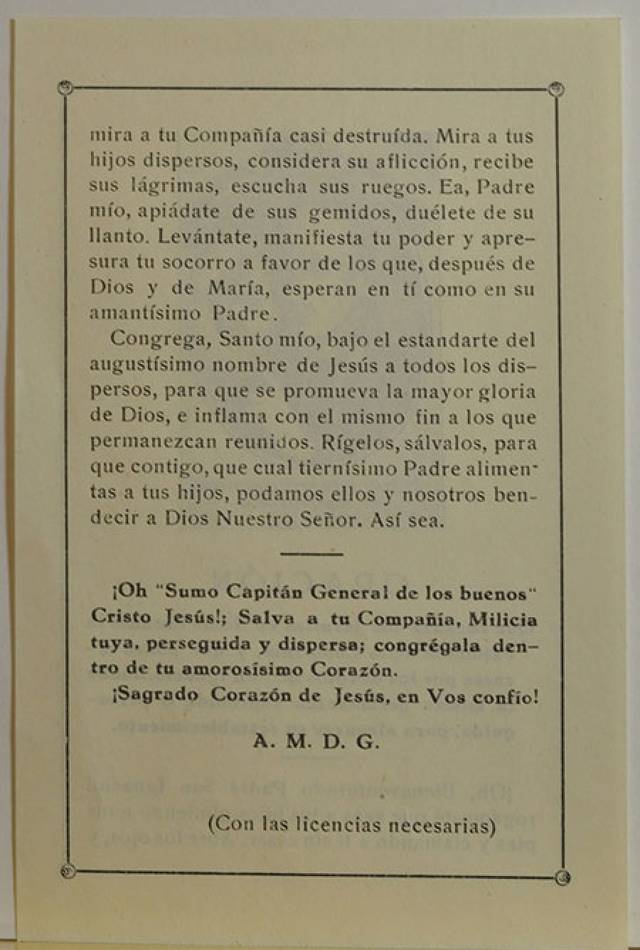 mira a tu Compañía casi destruída. Mira a tus
hijos dispersos, considera su aflicción, recibe
sus lágrimas, escucha sus ruegos. Ea, Padre
mío, apiádate de sus gemidos, duélete de su
llanto. Levántate, manifiesta tu poder y apre-
sura tu socorro a favor de los que, después de
Dios y de María, esperan en tí como en su
amantísimo Padre.
Congrega, Santo mío, bajo el estandarte del
augustísimo nombre de Jesús a todos los dis-
persos, para que se promueva la mayor gloria
de Dios, e inflama con el mismo fin a los que
permanezcan reunidos. Rígelos, sálvalos, para
que contigo, que cual tiernísimo Padre alimen-
tas a tus hijos, podamos ellos y nosotros ben-
decir a Dios Nuestro Señor. Así sea.
¡Oh "Sumo Capitán General de los buenos"
Cristo Jesús!; Salva a tu Compañía, Milicia
tuya, perseguida y dispersa; congrégala den-
tro de tu amorosísimo Corazón.
¡Sagrado Corazón de Jesús, en Vos confío!
A. M. D. G.
(Con las licencias necesarias)